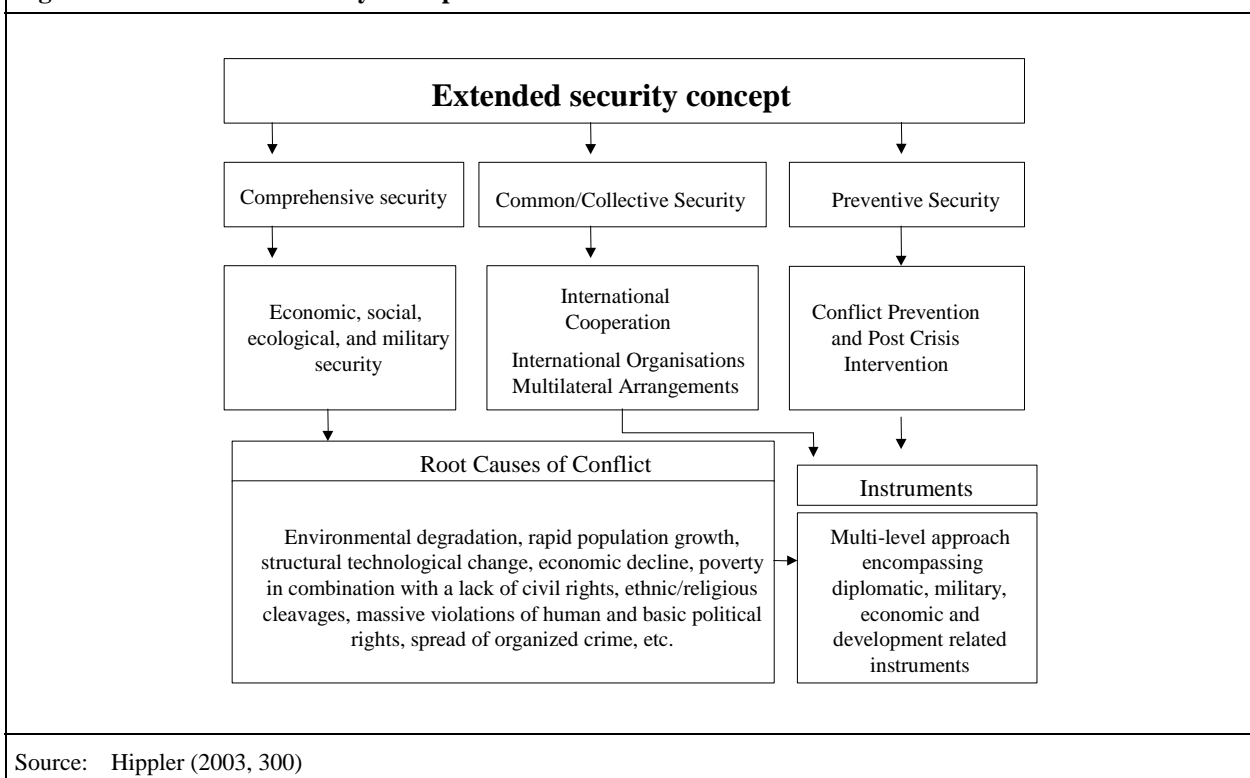 Extended security concept
Comprehensive security
Common/Collective Security
Preventive Security
Economic, social,
ecological, and military
security
International
Cooperation
International Organisations
Multilateral Arrangements
Conflict Prevention
and Post Crisis
Intervention
Root Causes of Conflict
Environmental degradation, rapid population growth,
structural technological change, economic decline, poverty
in combination with a lack of civil rights, ethnic/religious
cleavages, massive violations of human and basic political
rights, spread of organized crime, etc.
Instruments
Multi-level approach
encompassing
diplomatic, military,
economic and
development related
instruments
Source: Hippler (2003, 300)